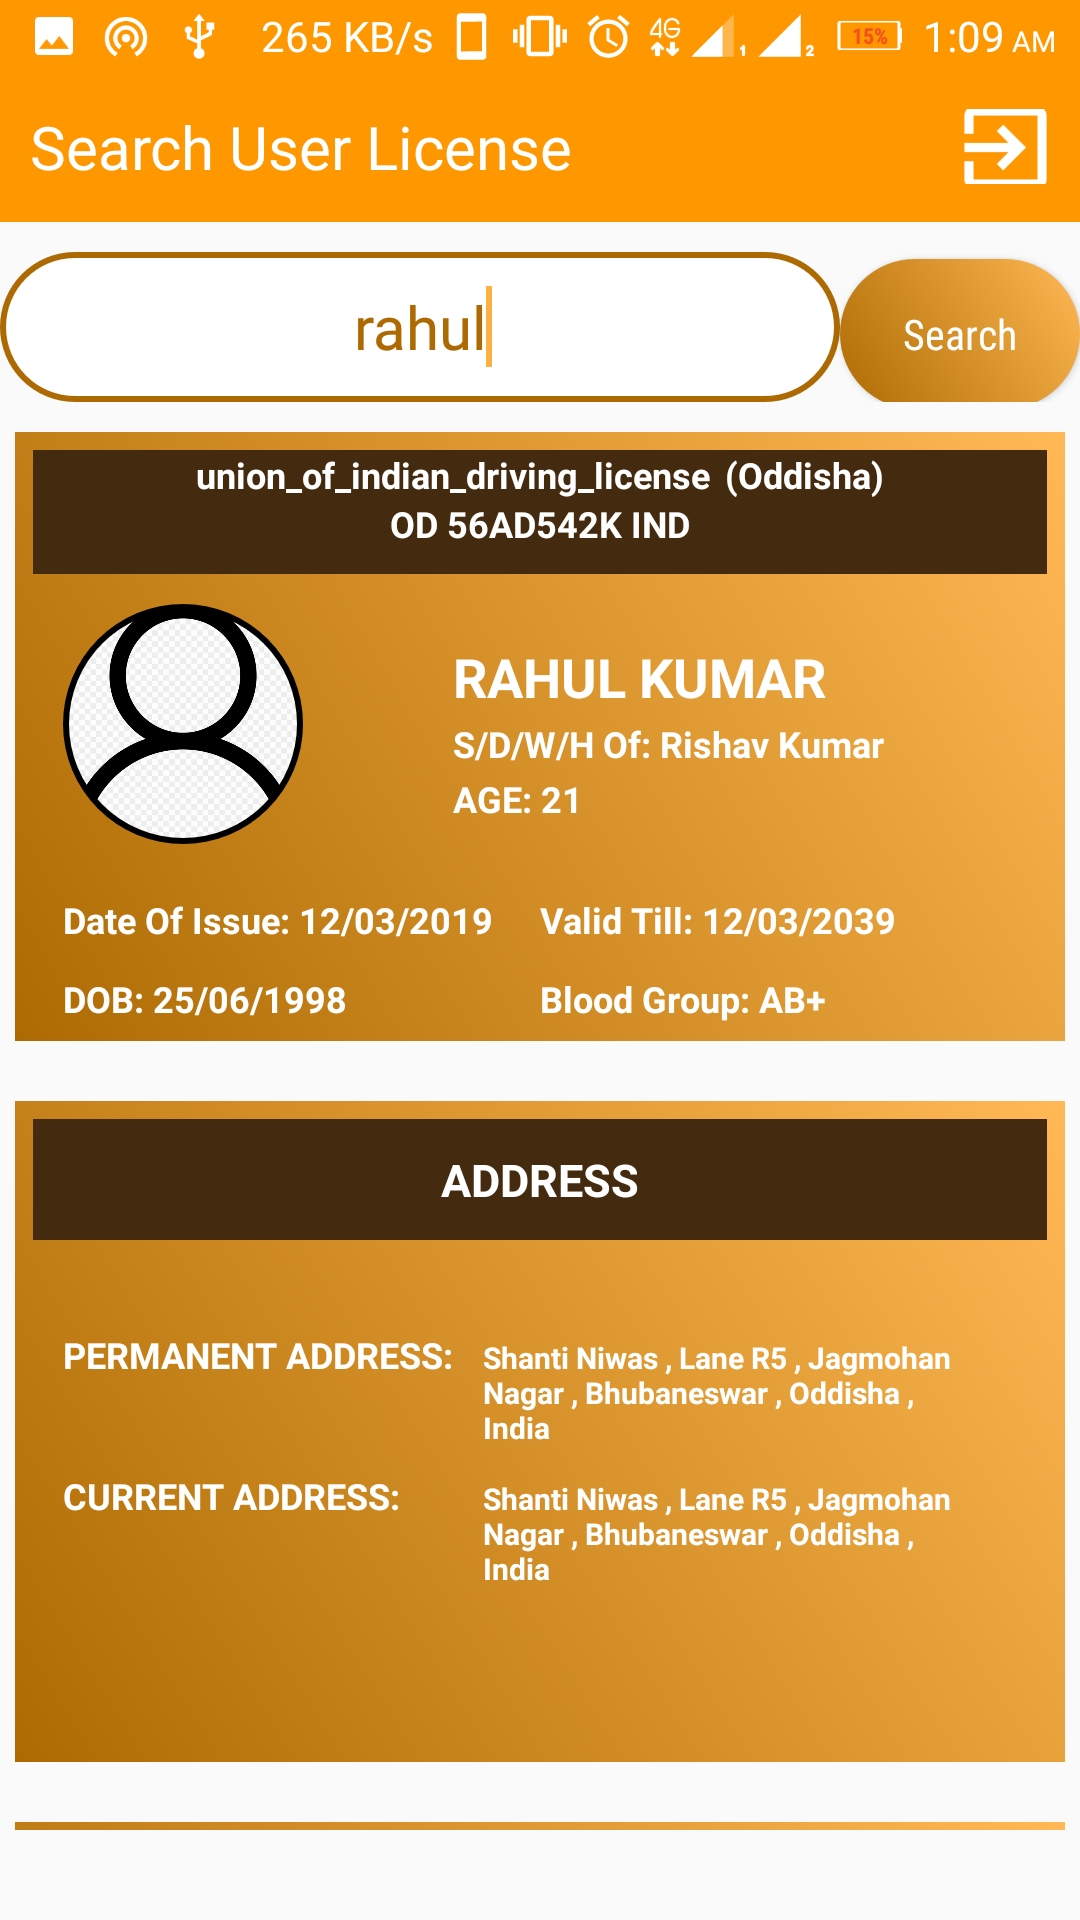 265 KB/s 4G 1 2 15% 1:09 AM
Search User License
rahul
Search
union_of_indian_driving_license (Oddisha)
OD 56AD542K IND
RAHUL KUMAR
S/D/W/H Of: Rishav Kumar
AGE: 21
Date Of Issue: 12/03/2019 Valid Till: 12/03/2039
DOB: 25/06/1998 Blood Group: AB+
ADDRESS
PERMANENT ADDRESS: Shanti Niwas , Lane R5 , Jagmohan
Nagar , Bhubaneswar , Oddisha ,
India
CURRENT ADDRESS: Shanti Niwas , Lane R5 , Jagmohan
Nagar , Bhubaneswar , Oddisha ,
India